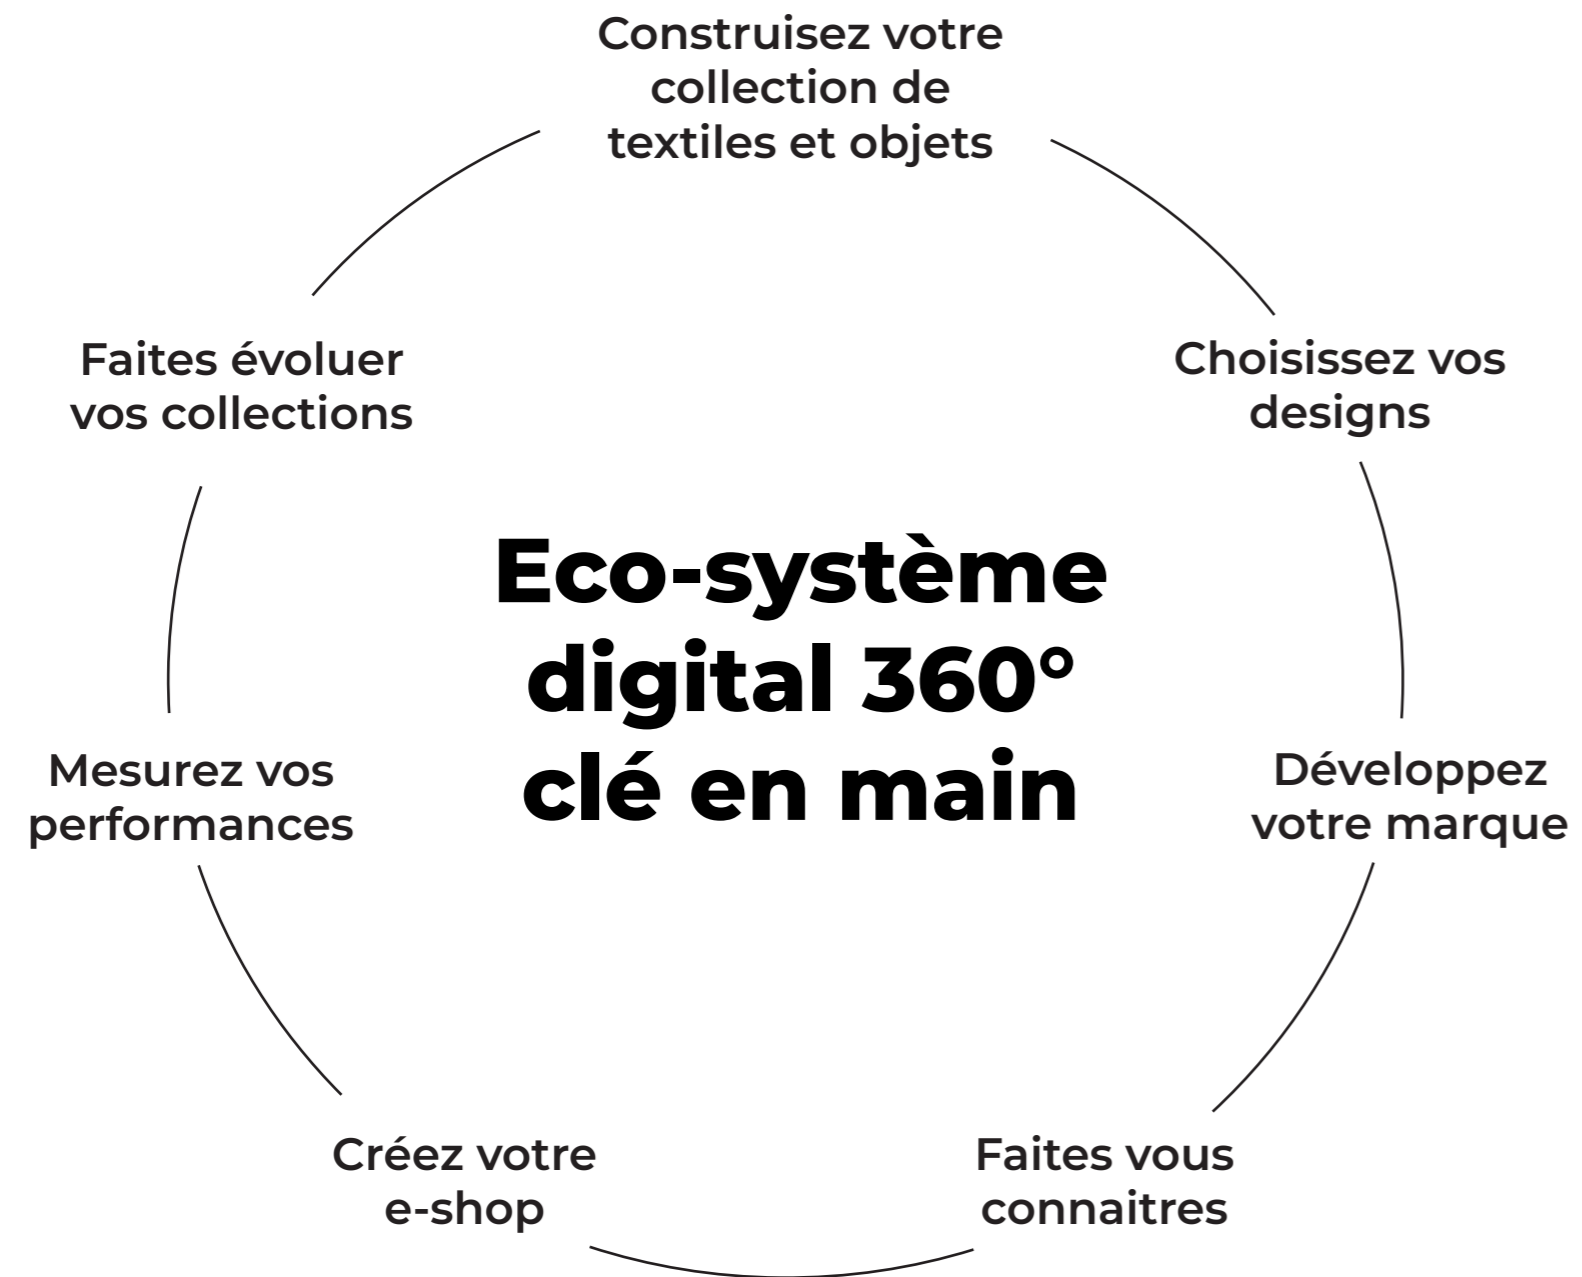 Construisez votre
collection de
textiles et objets
Choisissez vos
designs
Développez
votre marque
Faites vous
connaitres
Créez votre
e-shop
Mesurez vos
performances
Faites évoluer
vos collections
Eco-système
digital 360°
clé en main